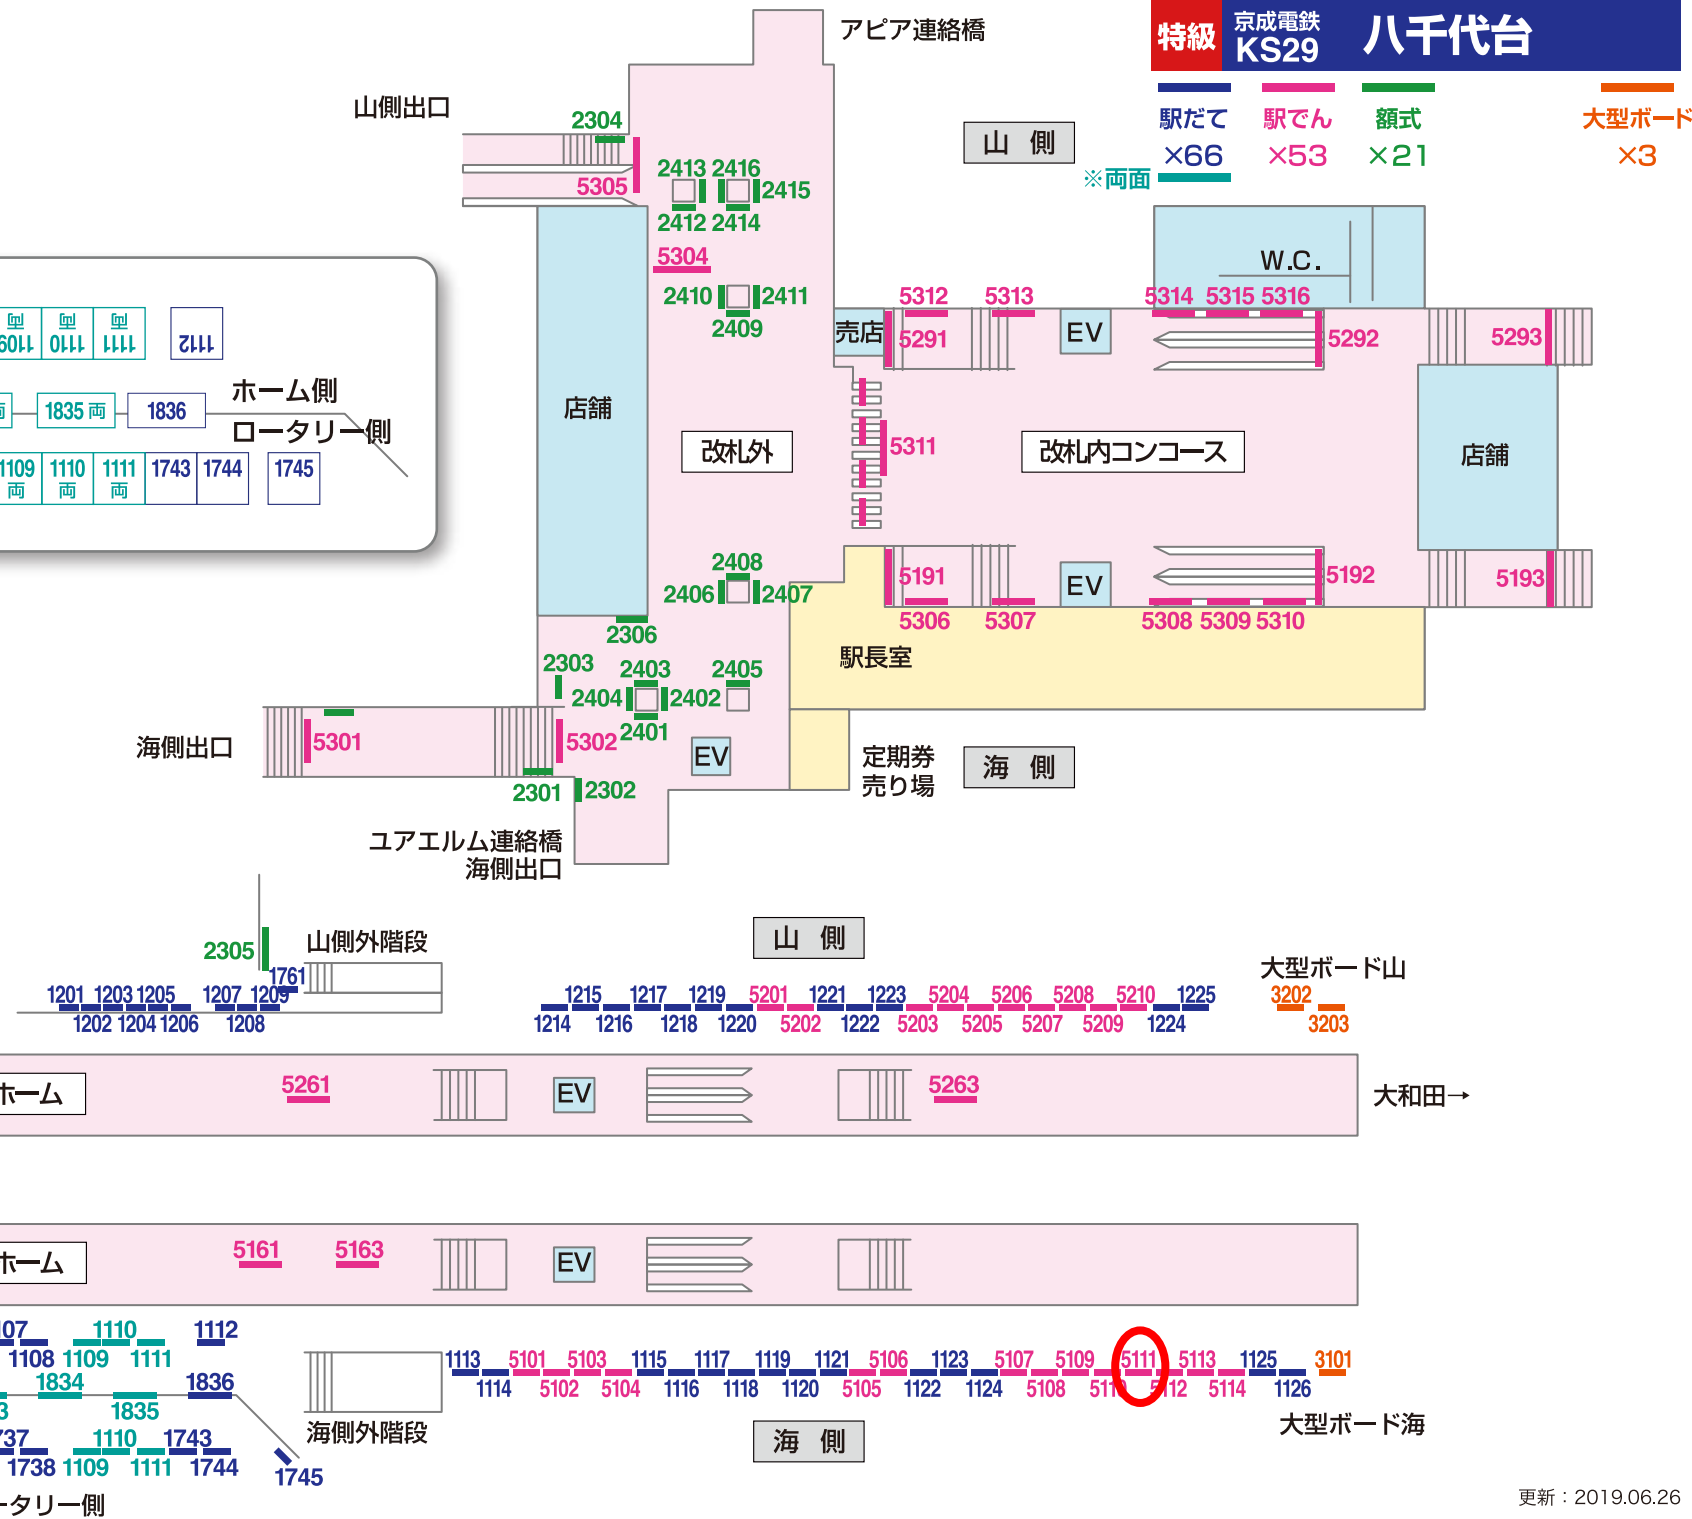 アピア連絡橋
特級
京成電鉄
KS29
八千代台
駅だて
×66
駅でん
×53
額式
×21
大型ボード
×3
※両面
山側出口
2304
5305
2413 2416
2415
2412 2414
5304
2410
2411
2409
山 側
W.C.
5312
5313
5314 5315 5316
売店
5291
EV
5292
5293
1110
1111
1112
ホーム側
1835 両
1836
ロータリー側
1109
両
1110
両
1111
両
1743
1744
1745
店舗
改札外
5311
改札内コンコース
店舗
2408
2406
2407
5191
EV
5192
5193
2306
5306
5307
5308 5309 5310
駅長室
2303
2403
2405
2404
2402
2401
海側出口
5301
5302
EV
定期券
売り場
海 側
2301
2302
ユアエルム連絡橋
海側出口
2305
山側外階段
山 側
大型ボード山
1761
1201 1203 1205 1207 1209
1202 1204 1206 1208
1215 1217 1219 5201 1221 1223 5204 5206 5208 5210 1225
1214 1216 1218 1220 5202 1222 5203 5205 5207 5209 1224
3202
3203
ホーム
5261
EV
5263
大和田→
ホーム
5161
5163
EV
1110
1112
1108 1109 1111
1834
1836
1835
1110
1743
1738 1109 1111 1744
1745
1113 5101 5103 1115 1117 1119 1121 5106 1123 5107 5109 5111 5113 1125 3101
1114 5102 5104 1116 1118 1120 5105 1122 1124 5108 5110 5112 5114 1126
海側外階段
海 側
大型ボード海
ータリー側
更新：2019.06.26